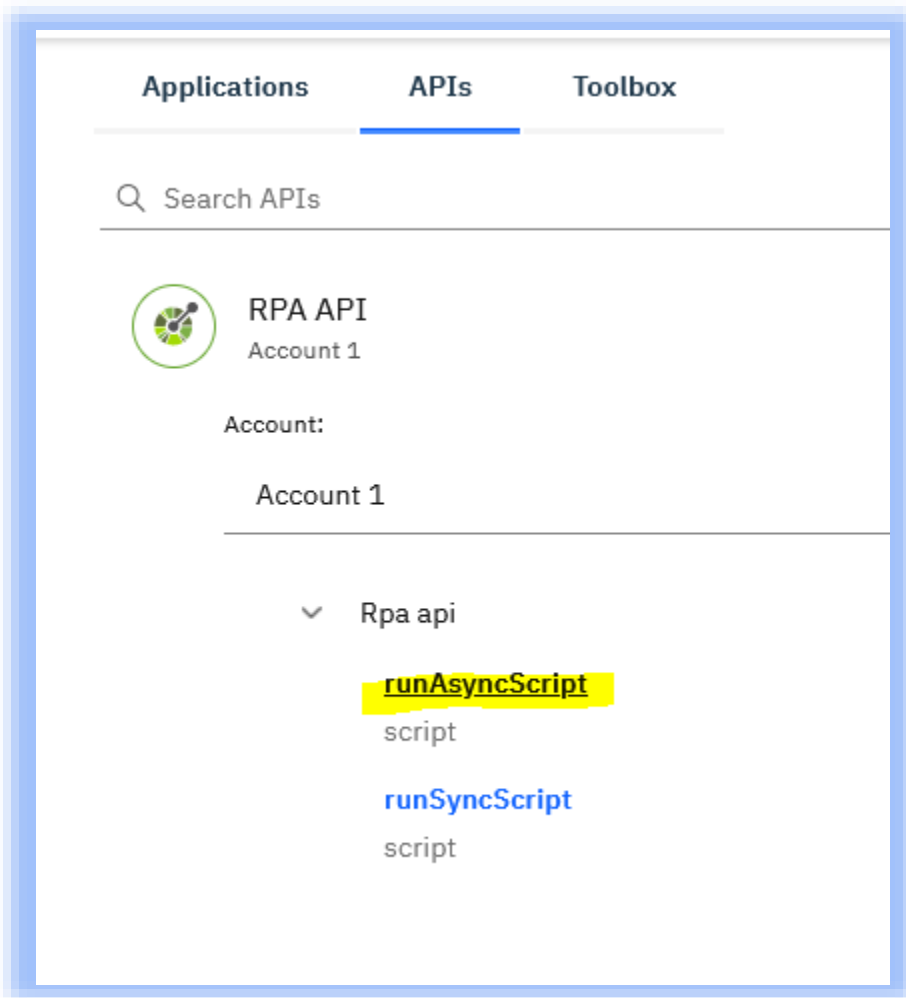 Applications APIs Toolbox
Search APIs
RPA API
Account 1
Account:
Account 1
Rpa api
runAsyncScript
script
runSyncScript
script